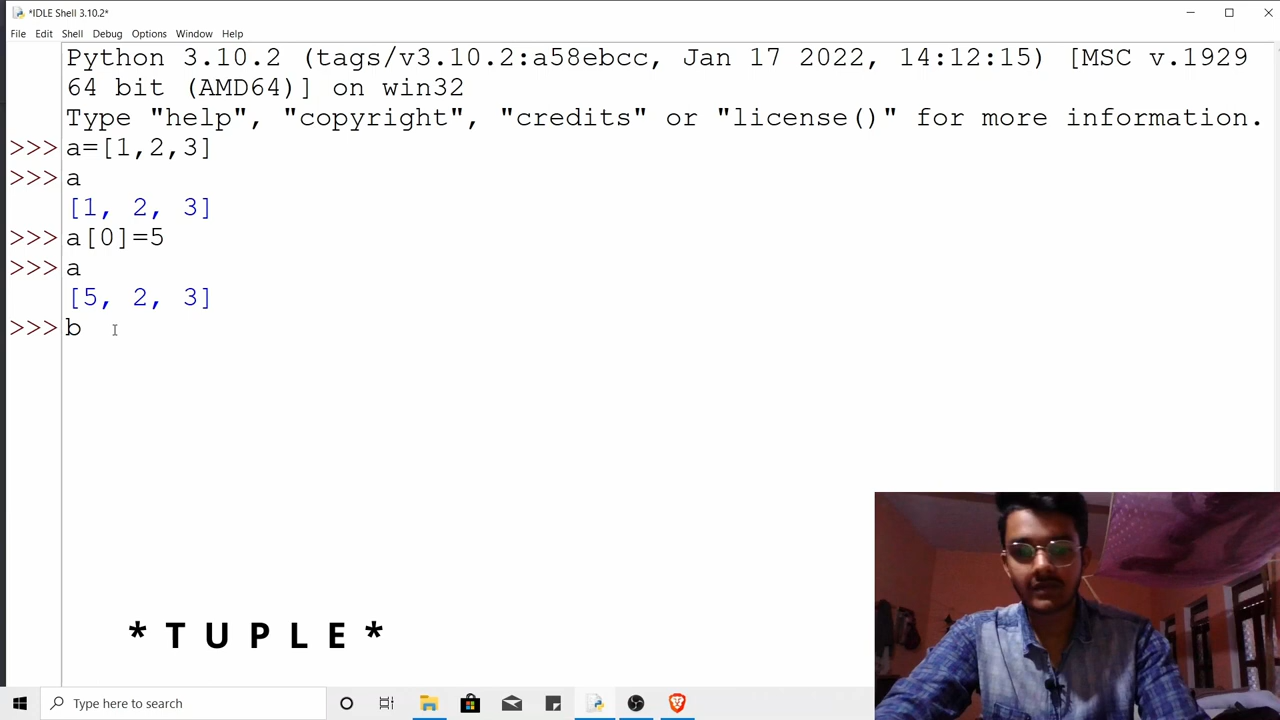 *IDLE Shell 3.10.2*
File Edit Shell Debug Options Window Help
Python 3.10.2 (tags/v3.10.2:a58ebcc, Jan 17 2022, 14:12:15) [MSC v.1929
64 bit (AMD64)] on win32
Type "help", "copyright", "credits" or "license()" for more information.
>>> a=[1,2,3]
>>> a
[1, 2, 3]
>>> a[0]=5
>>> a
[5, 2, 3]
>>> b
*TUPLE*
Type here to search